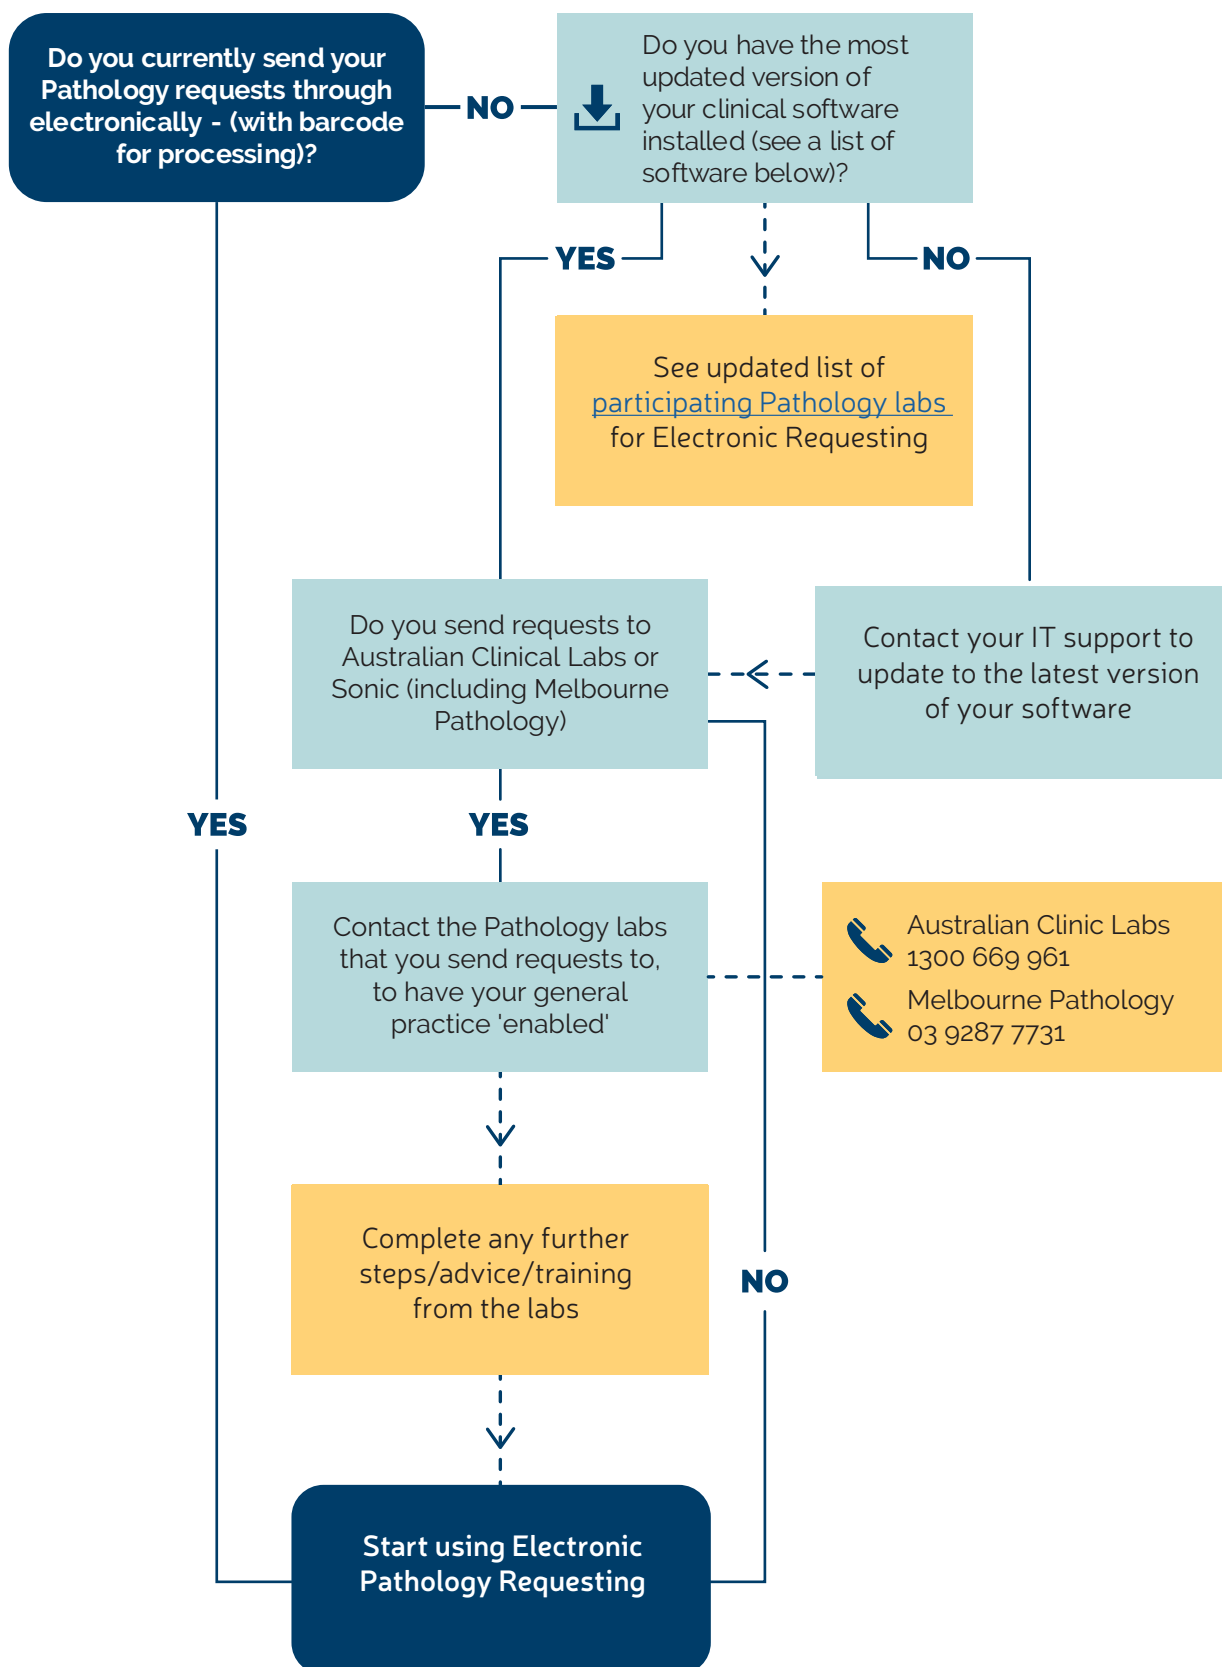 Do you currently send your
Pathology requests through
electronically - (with barcode
for processing)?
NO
Do you have the most
updated version of
your clinical software
installed (see a list of
software below)?
YES
NO
See updated list of
participating Pathology labs
for Electronic Requesting
Do you send requests to
Australian Clinical Labs or
Sonic (including Melbourne
Pathology)
Contact your IT support to
update to the latest version
of your software
YES
YES
Contact the Pathology labs
that you send requests to,
to have your general
practice 'enabled'
Australian Clinic Labs
1300 669 961
Melbourne Pathology
03 9287 7731
Complete any further
steps/advice/training
from the labs
NO
Start using Electronic
Pathology Requesting